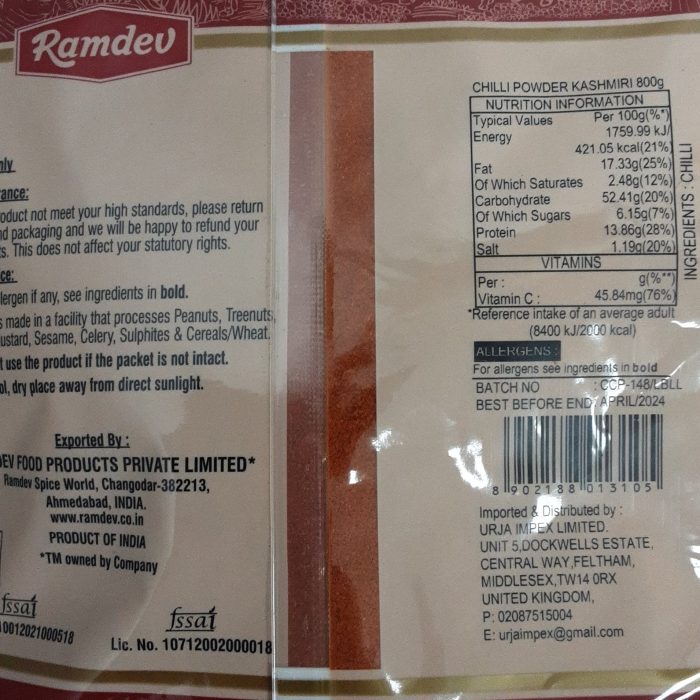 Ramdev
oduct not meet your high standards, please return
nd packaging and we will be happy to refund your
s. This does not affect your statutory rights.
lergen if any, see ingredients in bold.
s made in a facility that processes Peanuts, Treenuts,
ustard, Sesame, Celery, Sulphites & Cereals/Wheat.
t use the product if the packet is not intact.
ol, dry place away from direct sunlight.
Exported By :
DEV FOOD PRODUCTS PRIVATE LIMITED*
Ramdev Spice World, Changodar-382213,
Ahmedabad, INDIA.
www.ramdev.co.in
PRODUCT OF INDIA
*TM owned by Company
fssai
10012021000518
fssai
Lic. No. 10712002000018
CHILLI POWDER KASHMIRI 800g
NUTRITION INFORMATION
Typical Values Per 100g(%*)
Energy 1759.99 kJ/
421.05 kcal(21%)
Fat 17.33g(25%)
Of Which Saturates 2.48g(12%)
Carbohydrate 52.41g(20%)
Of Which Sugars 6.15g(7%)
Protein 13.86g(28%)
Salt 1.19g(20%)
VITAMINS
Per : g(%**)
Vitamin C : 45.84mg(76%)
INGREDIENTS : CHILLI
*Reference intake of an average adult
(8400 kJ/2000 kcal)
ALLERGENS :
For allergens see ingredients in bold
BATCH NO : CCP-148/LBLL
BEST BEFORE END: APRIL/2024
8 902188 013105
Imported & Distributed by :
URJA IMPEX LIMITED.
UNIT 5,DOCKWELLS ESTATE,
CENTRAL WAY,FELTHAM,
MIDDLESEX,TW14 0RX
UNITED KINGDOM,
P: 02087515004
E: urjaimpex@gmail.com